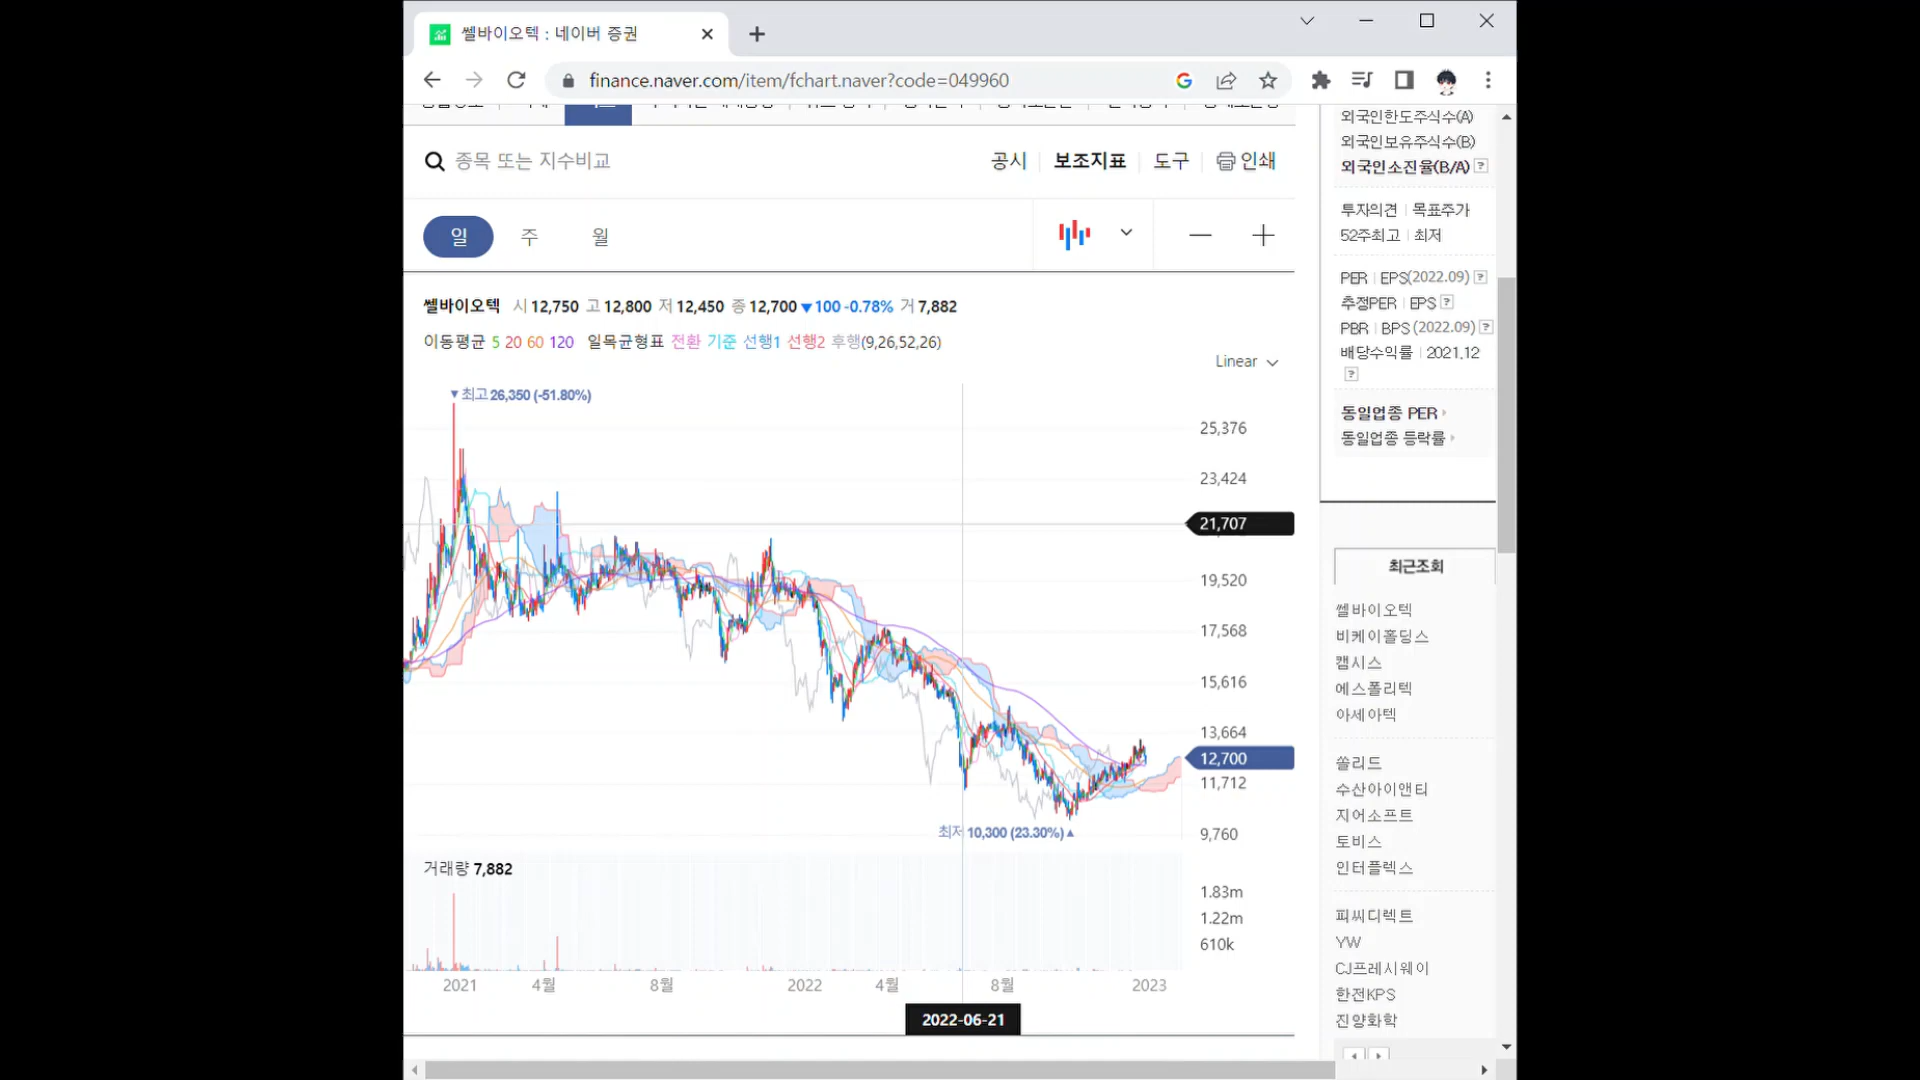 쎌바이오텍 : 네이버 증권
finance.naver.com/item/fchart.naver?code=049960
종목 또는 지수비교
공시 보조지표 도구 인쇄
일 주 월
쎌바이오텍 시 12,750 고 12,800 저 12,450 종 12,700 ▼100 -0.78% 거 7,882
이동평균 5 20 60 120 일목균형표 전환 기준 선행1 선행2 후행(9,26,52,26)
Linear
▼최고 26,350 (-51.80%)
25,376
23,424
21,707
19,520
17,568
15,616
13,664
12,700
11,712
최저 10,300 (23.30%)▲
9,760
거래량 7,882
1.83m
1.22m
610k
2021 4월 8월 2022 4월 8월 2023
2022-06-21
외국인한도주식수(A)
외국인보유주식수(B)
외국인소진율(B/A) ?
투자의견 | 목표주가
52주최고 | 최저
PER | EPS(2022.09) ?
추정PER | EPS ?
PBR | BPS (2022.09) ?
배당수익률 | 2021.12
?
동일업종 PER
동일업종 등락률
최근조회
쎌바이오텍
비케이홀딩스
캠시스
에스폴리텍
아세아텍
쏠리드
수산아이앤티
지어소프트
토비스
인터플렉스
피씨디렉트
YW
CJ프레시웨이
한전KPS
진양화학